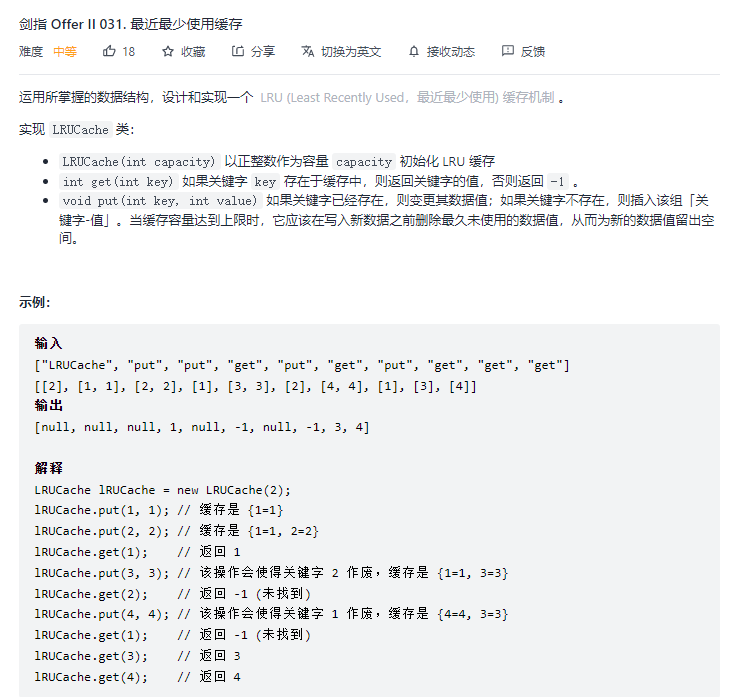 剑指 Offer II 031. 最近最少使用缓存
难度 中等 18 收藏 分享 切换为英文 接收动态 反馈
运用所掌握的数据结构，设计和实现一个 LRU (Least Recently Used，最近最少使用) 缓存机制 。
实现 LRUCache 类：
• LRUCache(int capacity) 以正整数作为容量 capacity 初始化 LRU 缓存
• int get(int key) 如果关键字 key 存在于缓存中，则返回关键字的值，否则返回 -1 。
• void put(int key, int value) 如果关键字已经存在，则变更其数据值；如果关键字不存在，则插入该组「关
键字-值」。当缓存容量达到上限时，它应该在写入新数据之前删除最久未使用的数据值，从而为新的数据值留出空
间。
示例：
输入
["LRUCache", "put", "put", "get", "put", "get", "put", "get", "get", "get"]
[[2], [1, 1], [2, 2], [1], [3, 3], [2], [4, 4], [1], [3], [4]]
输出
[null, null, null, 1, null, -1, null, -1, 3, 4]
解释
LRUCache lRUCache = new LRUCache(2);
lRUCache.put(1, 1); // 缓存是 {1=1}
lRUCache.put(2, 2); // 缓存是 {1=1, 2=2}
lRUCache.get(1);    // 返回 1
lRUCache.put(3, 3); // 该操作会使得关键字 2 作废，缓存是 {1=1, 3=3}
lRUCache.get(2);    // 返回 -1 (未找到)
lRUCache.put(4, 4); // 该操作会使得关键字 1 作废，缓存是 {4=4, 3=3}
lRUCache.get(1);    // 返回 -1 (未找到)
lRUCache.get(3);    // 返回 3
lRUCache.get(4);    // 返回 4